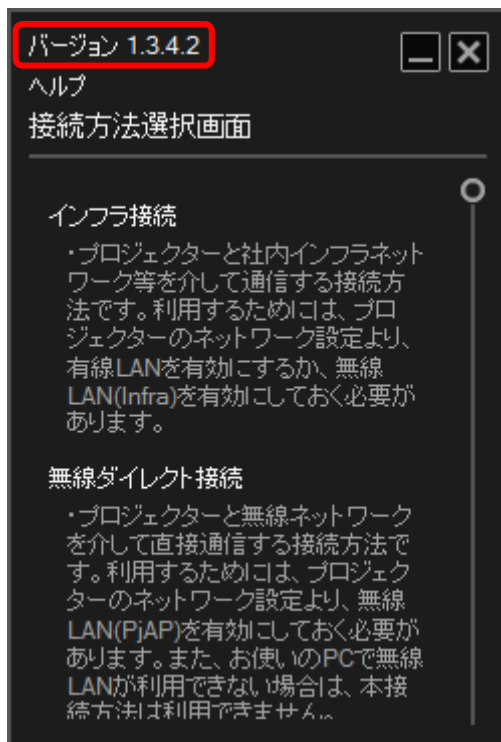 バージョン 1.3.4.2
ヘルプ
接続方法選択画面
インフラ接続
・プロジェクターと社内インフラネット
ワーク等を介して通信する接続方
法です。利用するためには、プロ
ジェクターのネットワーク設定より、
有線LANを有効にするか、無線
LAN(Infra)を有効にしておく必要が
あります。
無線ダイレクト接続
・プロジェクターと無線ネットワーク
を介して直接通信する接続方法で
す。利用するためには、プロジェク
ターのネットワーク設定より、無線
LAN(PjAP)を有効にしておく必要が
あります。また、お使いのPCで無線
LANが利用できない場合は、本接
続方法は利用できません。